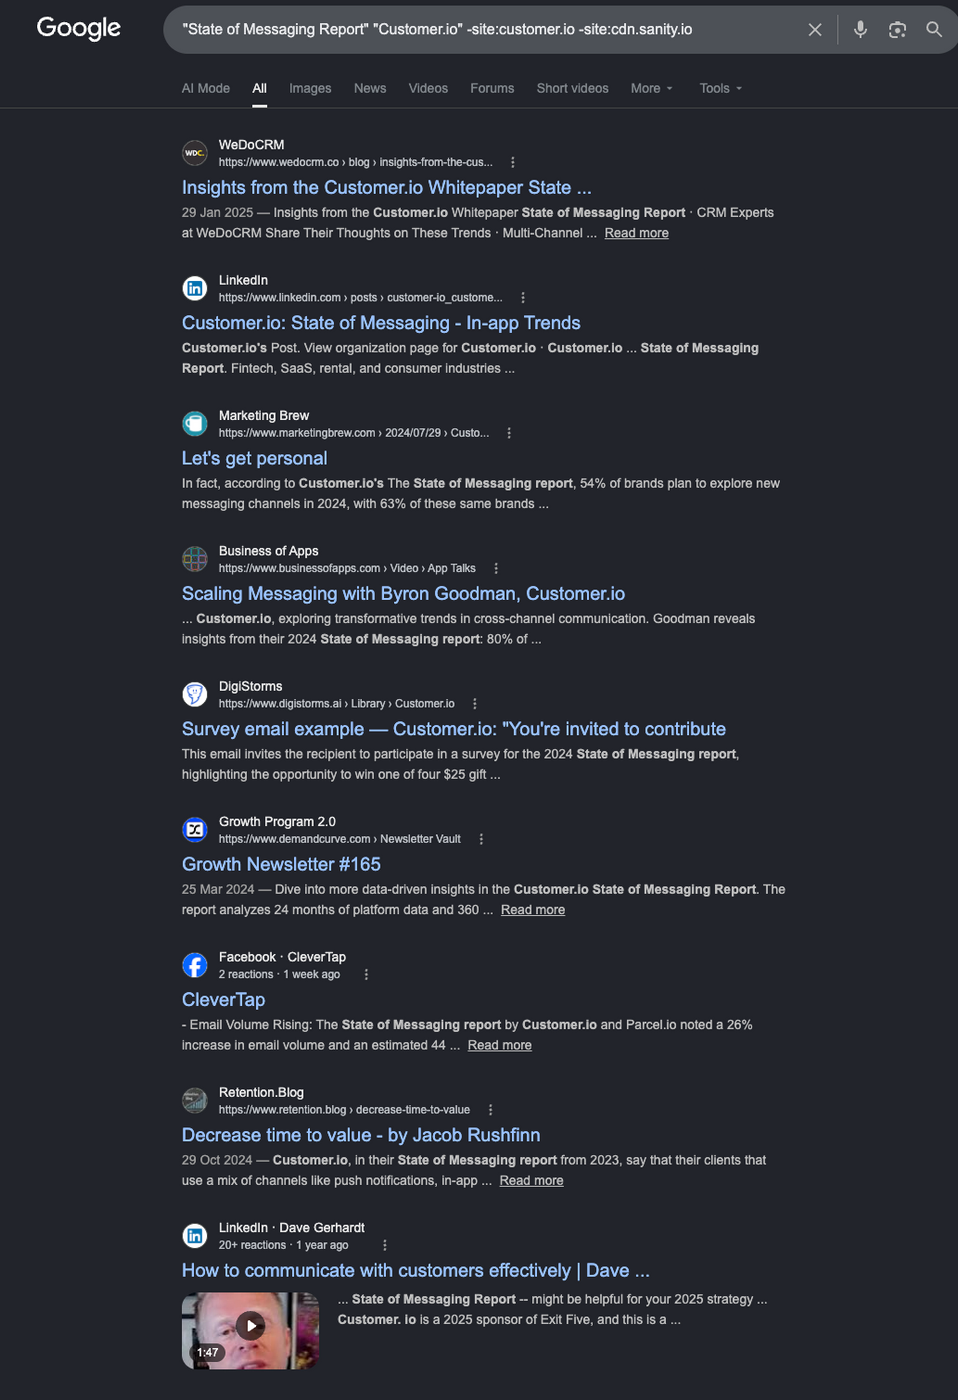 Google
"State of Messaging Report" "Customer.io" -site:customer.io -site:cdn.sanity.io
AI Mode All Images News Videos Forums Short videos More Tools
WDC.
WeDoCRM
https://www.wedocrm.co › blog › insights-from-the-cus...
Insights from the Customer.io Whitepaper State ...
29 Jan 2025 — Insights from the Customer.io Whitepaper State of Messaging Report · CRM Experts
at WeDoCRM Share Their Thoughts on These Trends · Multi-Channel ... Read more
in
LinkedIn
https://www.linkedin.com › posts › customer-io_custome...
Customer.io: State of Messaging - In-app Trends
Customer.io's Post. View organization page for Customer.io · Customer.io ... State of Messaging
Report. Fintech, SaaS, rental, and consumer industries ...
Marketing Brew
https://www.marketingbrew.com › 2024/07/29 › Custo...
Let's get personal
In fact, according to Customer.io's The State of Messaging report, 54% of brands plan to explore new
messaging channels in 2024, with 63% of these same brands ...
Business of Apps
https://www.businessofapps.com › Video › App Talks
Scaling Messaging with Byron Goodman, Customer.io
... Customer.io, exploring transformative trends in cross-channel communication. Goodman reveals
insights from their 2024 State of Messaging report: 80% of ...
DigiStorms
https://www.digistorms.ai › Library › Customer.io
Survey email example — Customer.io: "You're invited to contribute
This email invites the recipient to participate in a survey for the 2024 State of Messaging report,
highlighting the opportunity to win one of four $25 gift ...
Growth Program 2.0
https://www.demandcurve.com › Newsletter Vault
Growth Newsletter #165
25 Mar 2024 — Dive into more data-driven insights in the Customer.io State of Messaging Report. The
report analyzes 24 months of platform data and 360 ... Read more
Facebook · CleverTap
2 reactions · 1 week ago
CleverTap
- Email Volume Rising: The State of Messaging report by Customer.io and Parcel.io noted a 26%
increase in email volume and an estimated 44 ... Read more
Retention.Blog
https://www.retention.blog › decrease-time-to-value
Decrease time to value - by Jacob Rushfinn
29 Oct 2024 — Customer.io, in their State of Messaging report from 2023, say that their clients that
use a mix of channels like push notifications, in-app ... Read more
in
LinkedIn · Dave Gerhardt
20+ reactions · 1 year ago
How to communicate with customers effectively | Dave ...
... State of Messaging Report -- might be helpful for your 2025 strategy ...
Customer. io is a 2025 sponsor of Exit Five, and this is a ...
1:47